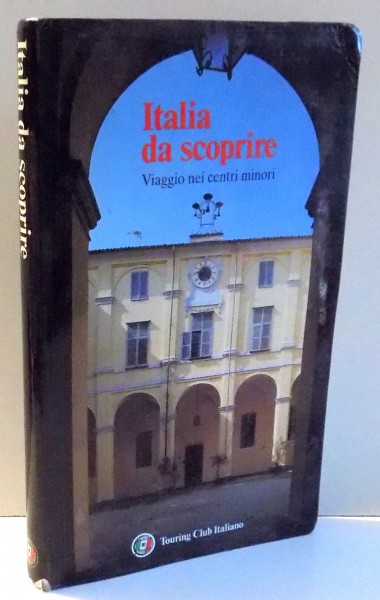 Italia da scoprire
Italia
da scoprire
Viaggio nei centri minori
Touring Club Italiano